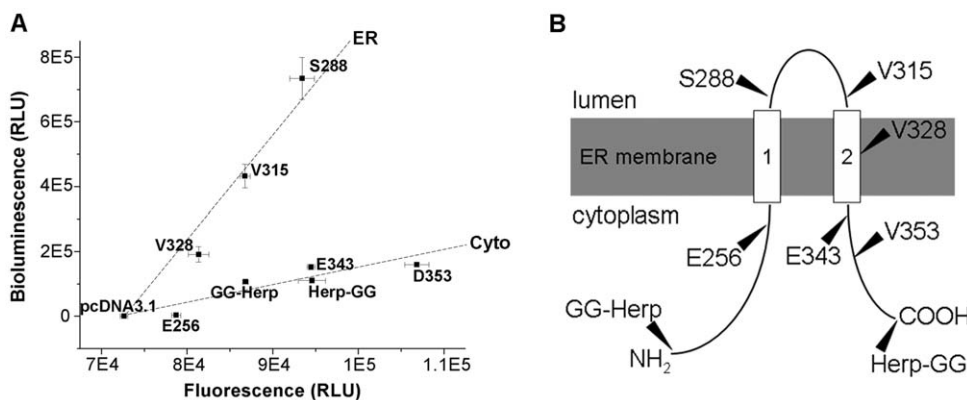 A
ER
8E5
S288
6E5
V315
4E5
V328
2E5
Cyto
E343
D353
GG-Herp
Herp-GG
pcDNA3.1
0
E256
7E4 8E4 9E4 1E5 1.1E5
Fluorescence (RLU)
Bioluminescence (RLU)
B
S288
V315
lumen
V328
ER membrane
1
2
cytoplasm
V353
E256
E343
GG-Herp
COOH
NH2
Herp-GG